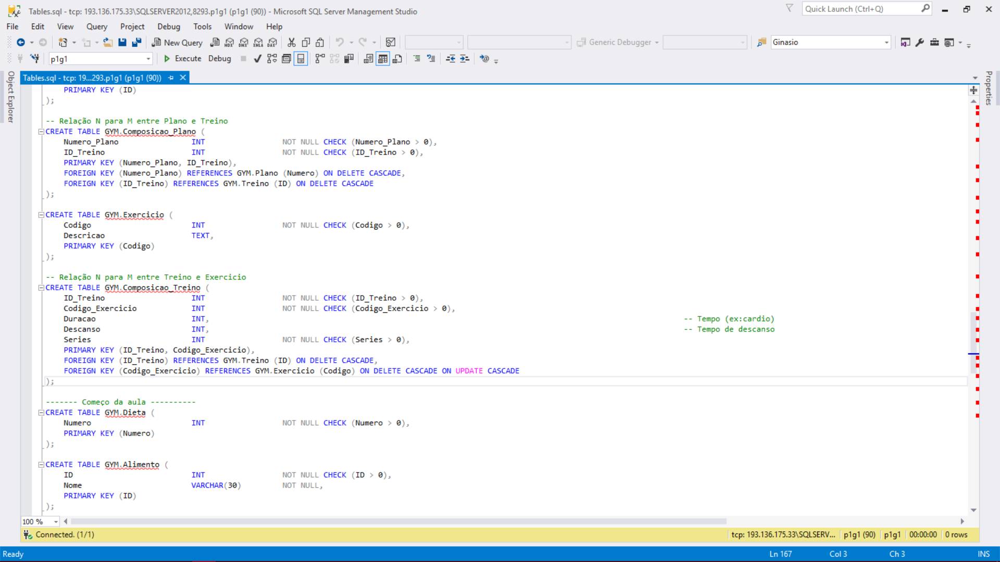 Tables.sql - tcp: 193.136.175.33\SQLSERVER2012,8293.p1g1 (p1g1 (90)) - Microsoft SQL Server Management Studio
Quick Launch (Ctrl+Q)
File Edit View Query Project Debug Tools Window Help
New Query MDX DMX XMLA DAX Generic Debugger Ginasio
p1g1 Execute Debug
Object Explorer
Tables.sql - tcp: 19...293.p1g1 (p1g1 (90))
Properties
PRIMARY KEY (ID)
);
-- Relação N para M entre Plano e Treino
CREATE TABLE GYM.Composicao_Plano (
Numero_Plano INT NOT NULL CHECK (Numero_Plano > 0),
ID_Treino INT NOT NULL CHECK (ID_Treino > 0),
PRIMARY KEY (Numero_Plano, ID_Treino),
FOREIGN KEY (Numero_Plano) REFERENCES GYM.Plano (Numero) ON DELETE CASCADE,
FOREIGN KEY (ID_Treino) REFERENCES GYM.Treino (ID) ON DELETE CASCADE
);
CREATE TABLE GYM.Exercicio (
Codigo INT NOT NULL CHECK (Codigo > 0),
Descricao TEXT,
PRIMARY KEY (Codigo)
);
-- Relação N para M entre Treino e Exercicio
CREATE TABLE GYM.Composicao_Treino (
ID_Treino INT NOT NULL CHECK (ID_Treino > 0),
Codigo_Exercicio INT NOT NULL CHECK (Codigo_Exercicio > 0),
Duracao INT, -- Tempo (ex:cardio)
Descanso INT, -- Tempo de descanso
Series INT NOT NULL CHECK (Series > 0),
PRIMARY KEY (ID_Treino, Codigo_Exercicio),
FOREIGN KEY (ID_Treino) REFERENCES GYM.Treino (ID) ON DELETE CASCADE,
FOREIGN KEY (Codigo_Exercicio) REFERENCES GYM.Exercicio (Codigo) ON DELETE CASCADE ON UPDATE CASCADE
);
------- Começo da aula ----------
CREATE TABLE GYM.Dieta (
Numero INT NOT NULL CHECK (Numero > 0),
PRIMARY KEY (Numero)
);
CREATE TABLE GYM.Alimento (
ID INT NOT NULL CHECK (ID > 0),
Nome VARCHAR(30) NOT NULL,
PRIMARY KEY (ID)
);
100 %
Connected. (1/1) tcp: 193.136.175.33\SQLSERV... p1g1 (90) p1g1 00:00:00 0 rows
Ready Ln 167 Col 3 Ch 3 INS